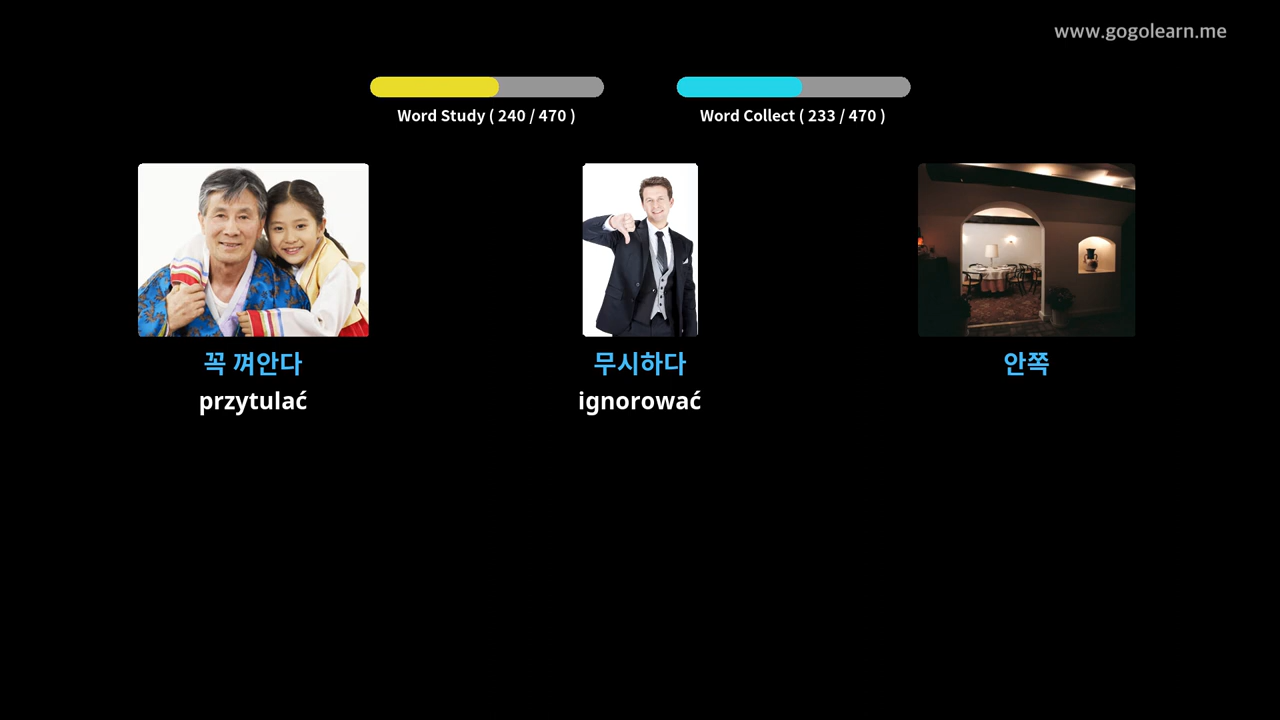 www.gogolearn.me
Word Study ( 240 / 470 )
Word Collect ( 233 / 470 )
꼭 껴안다
przytulać
무시하다
ignorować
안쪽